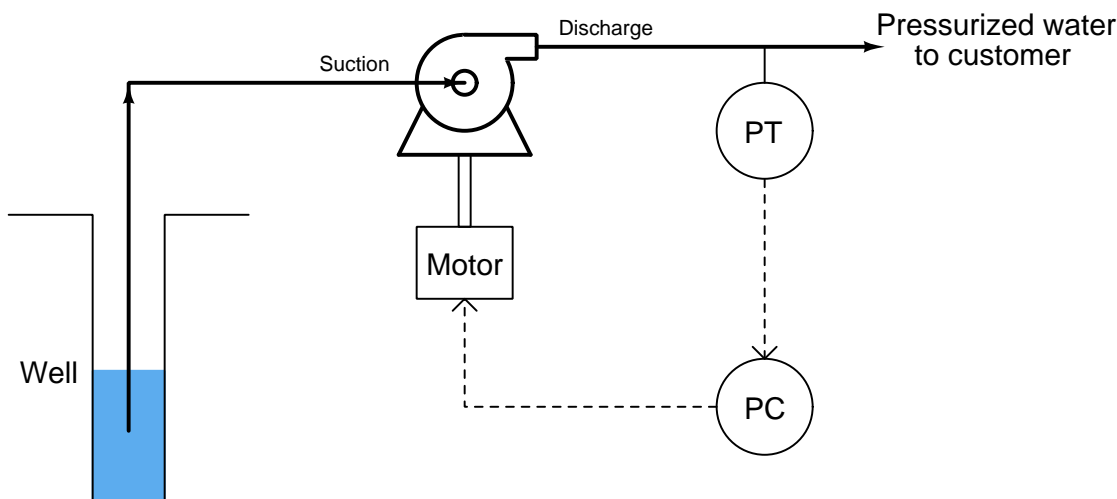 Pressurized water
to customer
Discharge
Suction
PT
Motor
Well
PC